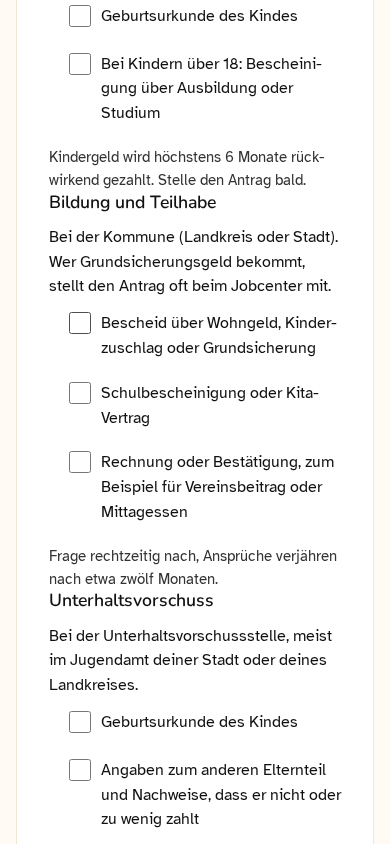 Geburtsurkunde des Kindes
Bei Kindern über 18: Bescheini-
gung über Ausbildung oder
Studium
Kindergeld wird höchstens 6 Monate rück-
wirkend gezahlt. Stelle den Antrag bald.
Bildung und Teilhabe
Bei der Kommune (Landkreis oder Stadt).
Wer Grundsicherungsgeld bekommt,
stellt den Antrag oft beim Jobcenter mit.
Bescheid über Wohngeld, Kinder-
zuschlag oder Grundsicherung
Schulbescheinigung oder Kita-
Vertrag
Rechnung oder Bestätigung, zum
Beispiel für Vereinsbeitrag oder
Mittagessen
Frage rechtzeitig nach, Ansprüche verjähren
nach etwa zwölf Monaten.
Unterhaltsvorschuss
Bei der Unterhaltsvorschussstelle, meist
im Jugendamt deiner Stadt oder deines
Landkreises.
Geburtsurkunde des Kindes
Angaben zum anderen Elternteil
und Nachweise, dass er nicht oder
zu wenig zahlt